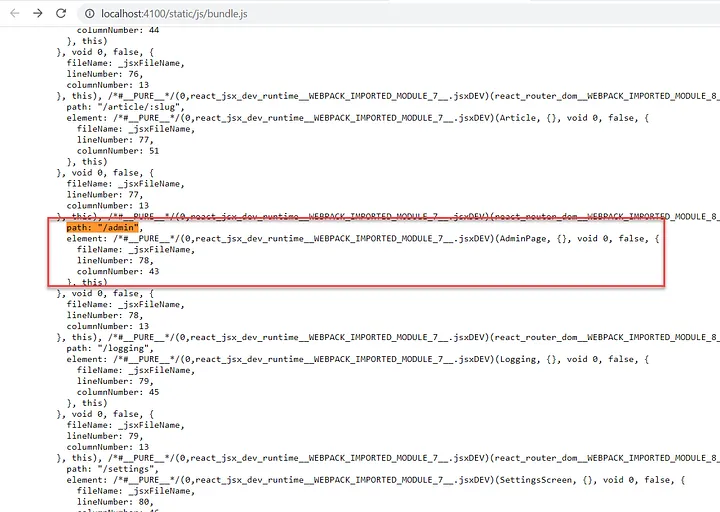 localhost:4100/static/js/bundle.js
columnNumber: 44
}, this)
}, void 0, false, {
fileName: _jsxFileName,
lineNumber: 76,
columnNumber: 13
}, this), /*#__PURE__*/(0,react_jsx_dev_runtime__WEBPACK_IMPORTED_MODULE_7__.jsxDEV)(react_router_dom__WEBPACK_IMPORTED_MODULE_8_
path: "/article/:slug",
element: /*#__PURE__*/(0,react_jsx_dev_runtime__WEBPACK_IMPORTED_MODULE_7__.jsxDEV)(Article, {}, void 0, false, {
fileName: _jsxFileName,
lineNumber: 77,
columnNumber: 51
}, this)
}, void 0, false, {
fileName: _jsxFileName,
lineNumber: 77,
columnNumber: 13
}, this), /*#__PURE__*/(0,react_jsx_dev_runtime__WEBPACK_IMPORTED_MODULE_7__.jsxDEV)(react_router_dom__WEBPACK_IMPORTED_MODULE_8_
path: "/admin",
element: /*#__PURE__*/(0,react_jsx_dev_runtime__WEBPACK_IMPORTED_MODULE_7__.jsxDEV)(AdminPage, {}, void 0, false, {
fileName: _jsxFileName,
lineNumber: 78,
columnNumber: 43
}, this)
}, void 0, false, {
fileName: _jsxFileName,
lineNumber: 78,
columnNumber: 13
}, this), /*#__PURE__*/(0,react_jsx_dev_runtime__WEBPACK_IMPORTED_MODULE_7__.jsxDEV)(react_router_dom__WEBPACK_IMPORTED_MODULE_8_
path: "/logging",
element: /*#__PURE__*/(0,react_jsx_dev_runtime__WEBPACK_IMPORTED_MODULE_7__.jsxDEV)(Logging, {}, void 0, false, {
fileName: _jsxFileName,
lineNumber: 79,
columnNumber: 45
}, this)
}, void 0, false, {
fileName: _jsxFileName,
lineNumber: 79,
columnNumber: 13
}, this), /*#__PURE__*/(0,react_jsx_dev_runtime__WEBPACK_IMPORTED_MODULE_7__.jsxDEV)(react_router_dom__WEBPACK_IMPORTED_MODULE_8_
path: "/settings",
element: /*#__PURE__*/(0,react_jsx_dev_runtime__WEBPACK_IMPORTED_MODULE_7__.jsxDEV)(SettingsScreen, {}, void 0, false, {
fileName: _jsxFileName,
lineNumber: 80,